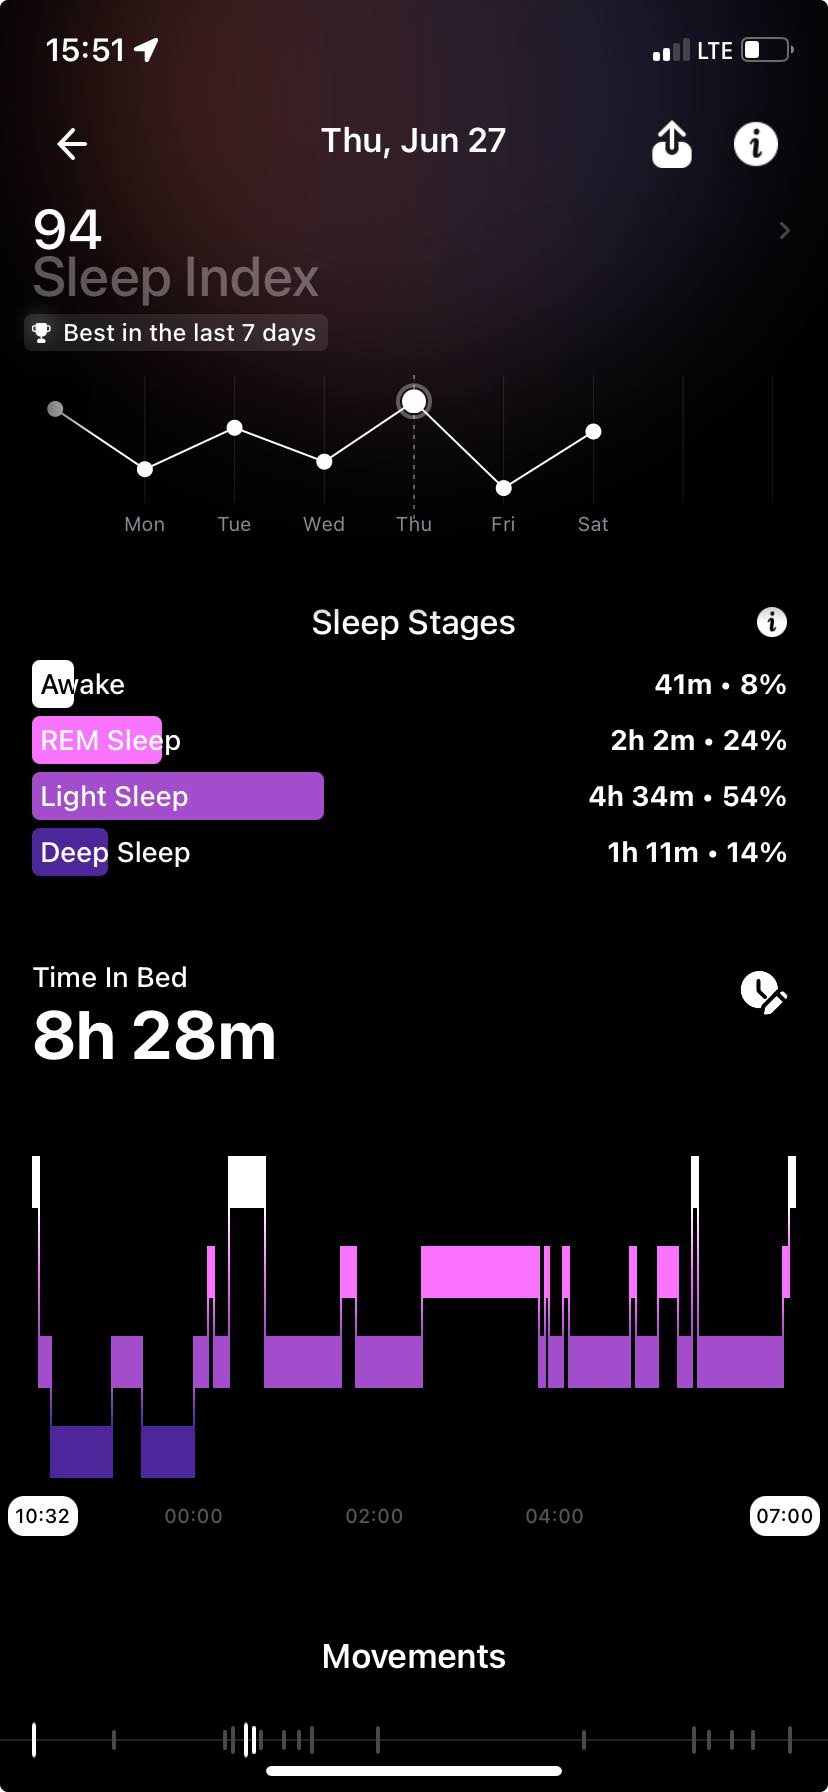 15:51 LTE
Thu, Jun 27
94
Sleep Index
Best in the last 7 days
Mon Tue Wed Thu Fri Sat
Sleep Stages
Awake 41m • 8%
REM Sleep 2h 2m • 24%
Light Sleep 4h 34m • 54%
Deep Sleep 1h 11m • 14%
Time In Bed
8h 28m
10:32 00:00 02:00 04:00 07:00
Movements